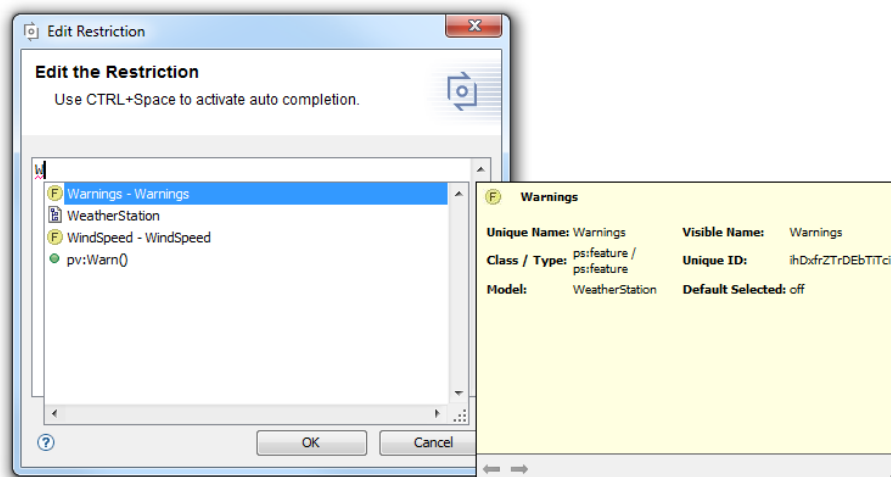 Edit Restriction
Edit the Restriction
Use CTRL+Space to activate auto completion.
W
F Warnings - Warnings
WeatherStation
F WindSpeed - WindSpeed
pv:Warn()
? OK Cancel
F Warnings
Unique Name: Warnings Visible Name: Warnings
Class / Type: ps:feature / ps:feature Unique ID: ihDxfrZTrDEbTiTci
Model: WeatherStation Default Selected: off